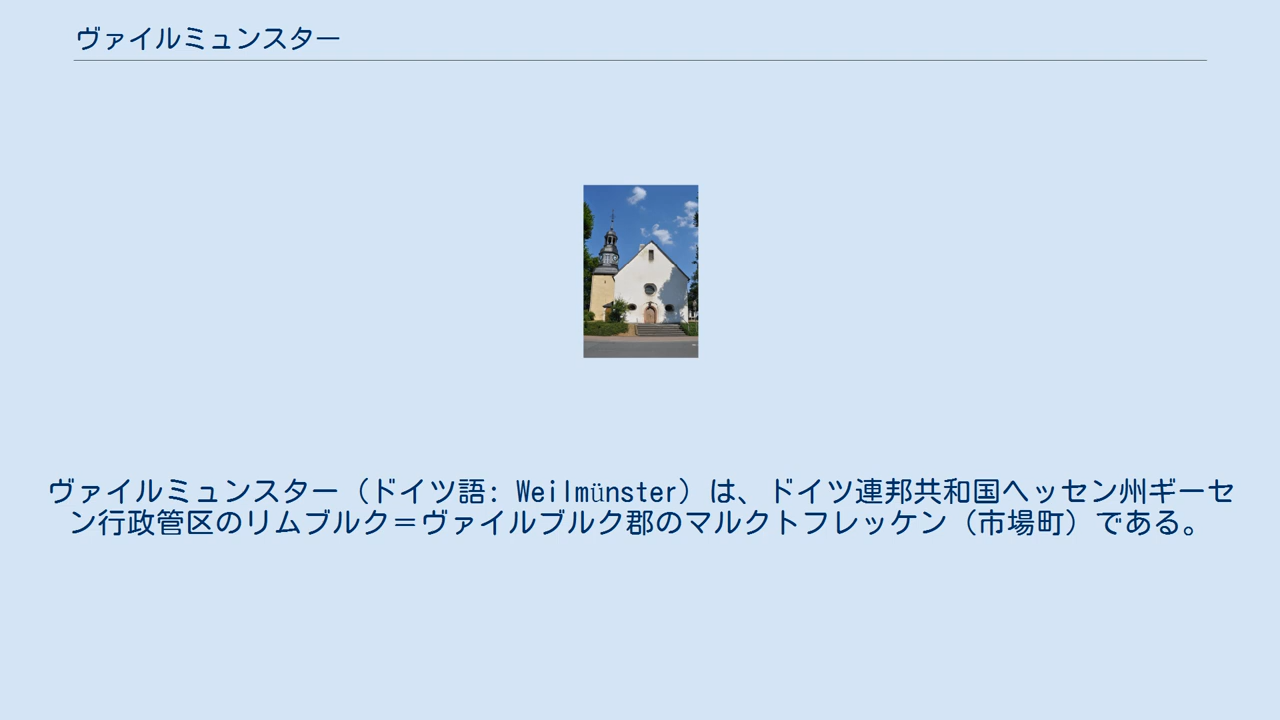 ヴァイルミュンスター
ヴァイルミュンスター（ドイツ語: Weilmünster）は、ドイツ連邦共和国ヘッセン州ギーセ
ン行政管区のリムブルク＝ヴァイルブルク郡のマルクトフレッケン（市場町）である。